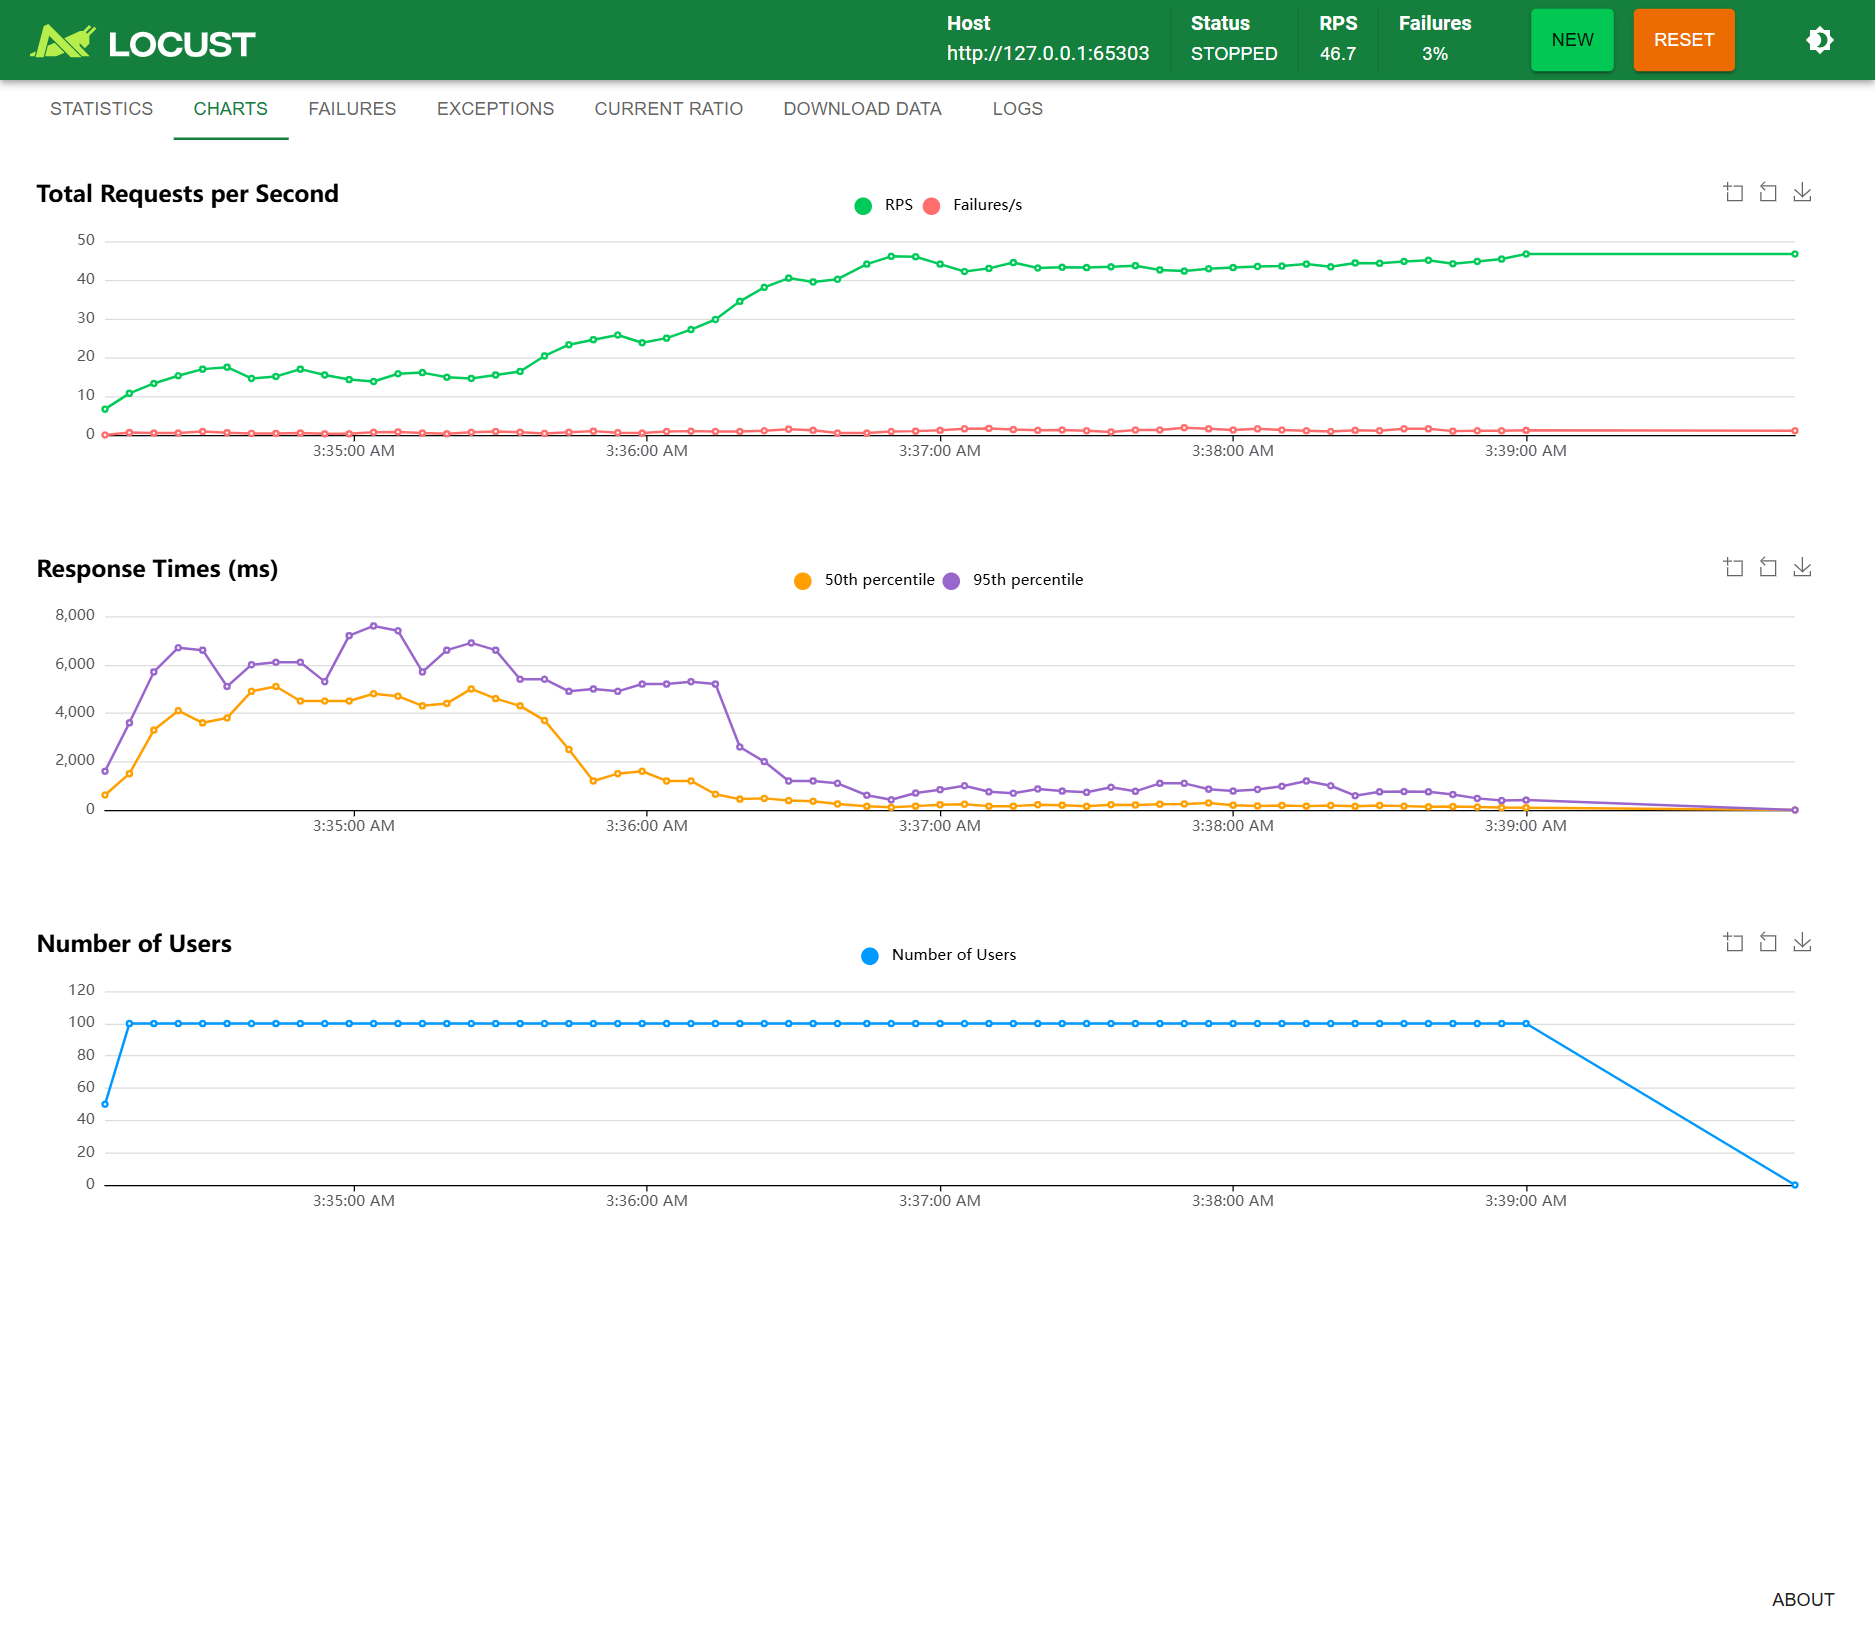 LOCUST
Host
http://127.0.0.1:65303
Status
STOPPED
RPS
46.7
Failures
3%
NEW
RESET
STATISTICS
CHARTS
FAILURES
EXCEPTIONS
CURRENT RATIO
DOWNLOAD DATA
LOGS
Total Requests per Second
RPS
Failures/s
50
40
30
20
10
0
3:35:00 AM
3:36:00 AM
3:37:00 AM
3:38:00 AM
3:39:00 AM
Response Times (ms)
50th percentile
95th percentile
8,000
6,000
4,000
2,000
0
3:35:00 AM
3:36:00 AM
3:37:00 AM
3:38:00 AM
3:39:00 AM
Number of Users
Number of Users
120
100
80
60
40
20
0
3:35:00 AM
3:36:00 AM
3:37:00 AM
3:38:00 AM
3:39:00 AM
ABOUT